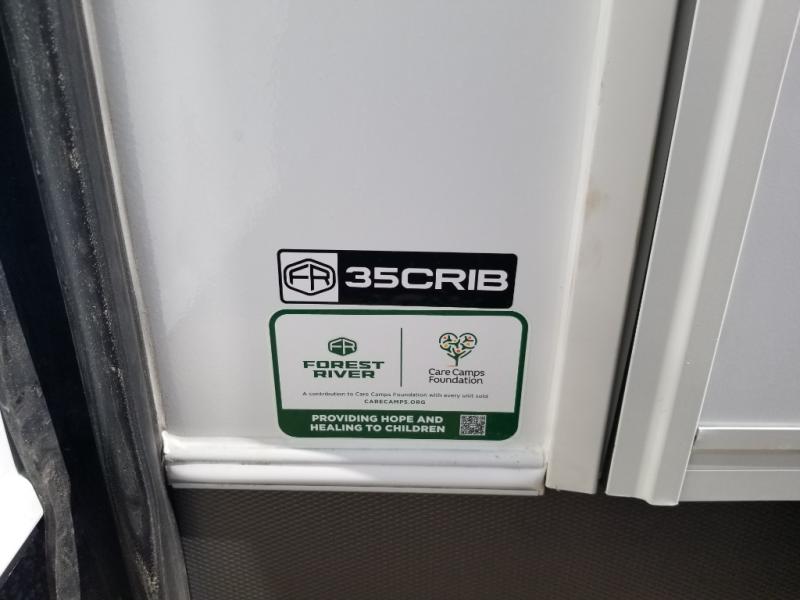 FR 35CRIB
FR
FOREST
RIVER
Care Camps
Foundation
A contribution to Care Camps Foundation with every unit sold
CARECAMPS.ORG
PROVIDING HOPE AND
HEALING TO CHILDREN